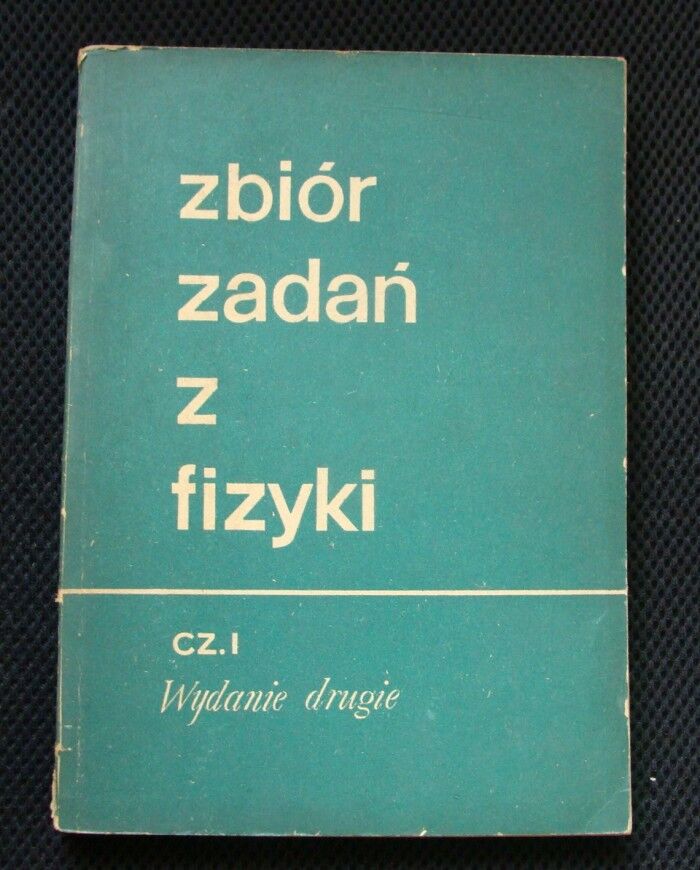 zbiór
zadań
z
fizyki
CZ. I
Wydanie drugie